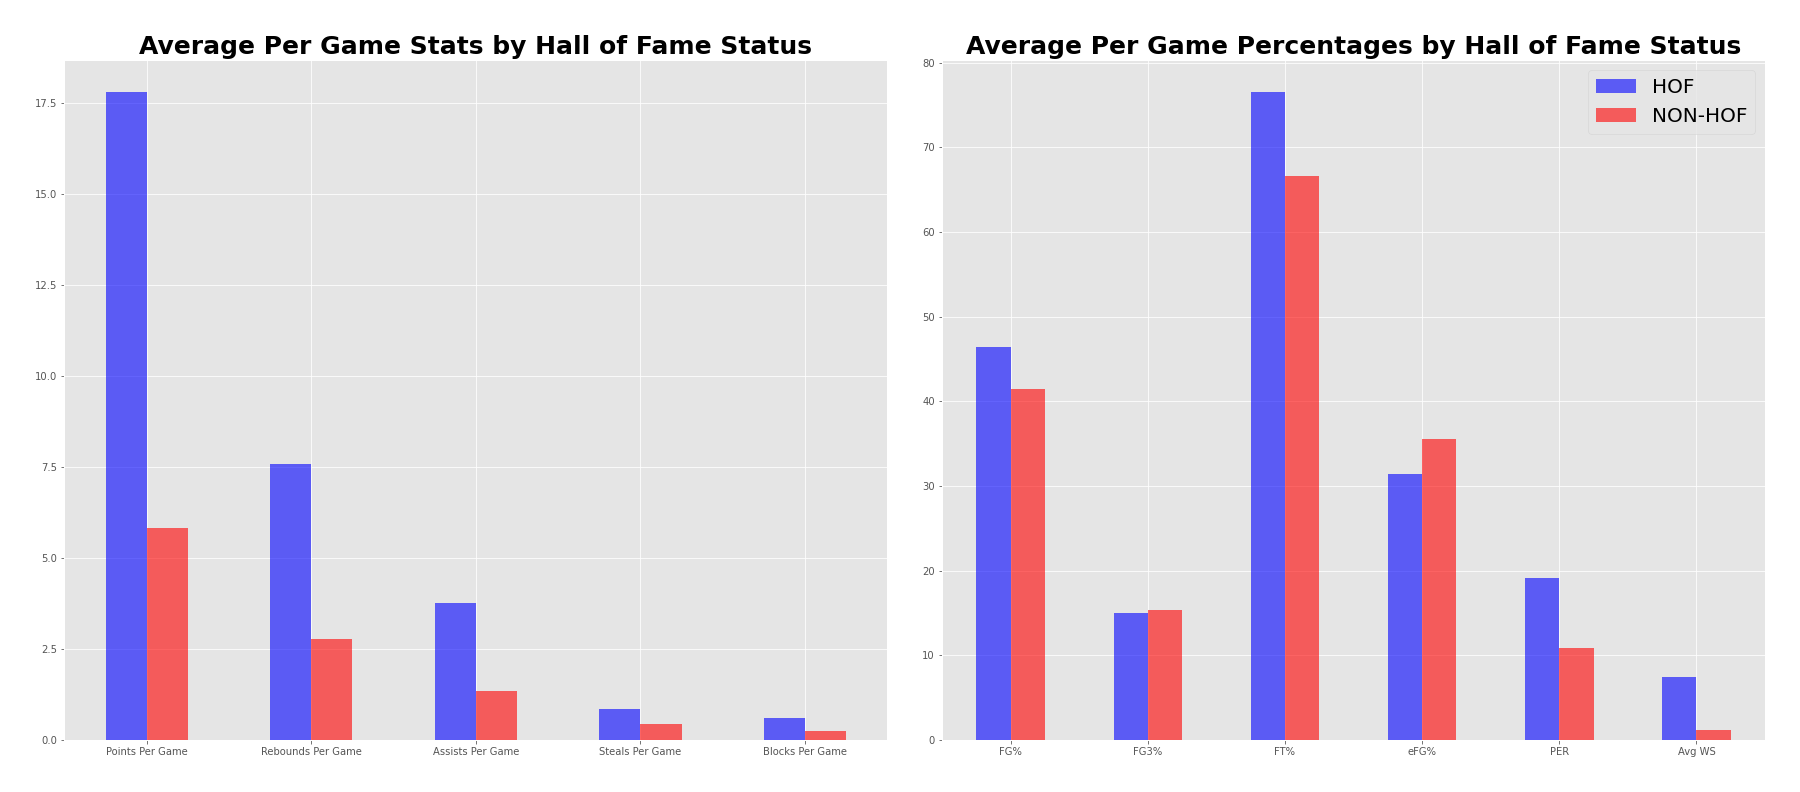 Average Per Game Stats by Hall of Fame Status
17.5
15.0
12.5
10.0
7.5
5.0
2.5
0.0
Points Per Game
Rebounds Per Game
Assists Per Game
Steals Per Game
Blocks Per Game
Average Per Game Percentages by Hall of Fame Status
HOF
NON-HOF
80
70
60
50
40
30
20
10
0
FG%
FG3%
FT%
eFG%
PER
Avg WS